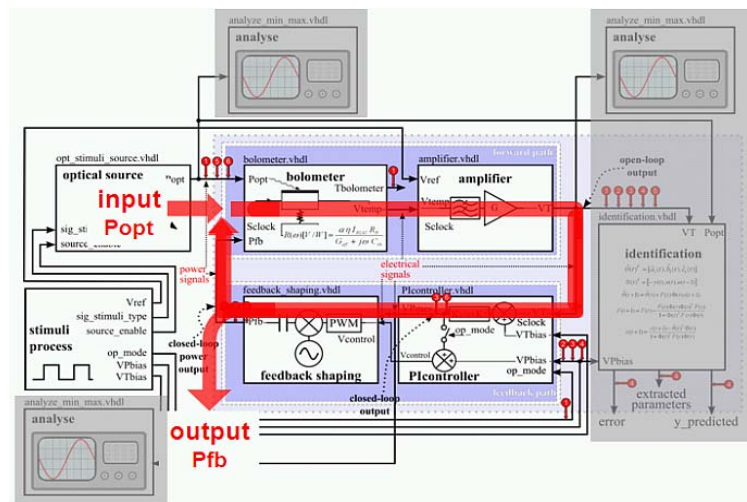 analyze_min_max.vhdl
analyse
analyze_min_max.vhdl
analyse
opt_stimuli_source.vhdl
optical source
input
Popt
sig_sti
source_enable
bolometer.vhdl
forward path
bolometer
Popt
Tbolometer
Vtemp
Sclock
Pfb
amplifier.vhdl
amplifier
Vref
Vtemp
G
VT
Sclock
open-loop
output
identification.vhdl
VT
Popt
identification
VPbias
error
extracted
parameters
y_predicted
power
signals
electrical
signals
feedback_shaping.vhdl
Pfb
PWM
Vcontrol
feedback shaping
PIcontroller.vhdl
op_mode
Sclock
VTbias
Vcontrol
VPbias
op_mode
PIcontroller
feedback path
closed-loop
power
output
closed-loop
output
stimuli
process
Vref
sig_stimuli_type
source_enable
op_mode
VPbias
VTbias
analyze_min_max.vhdl
analyse
output
Pfb